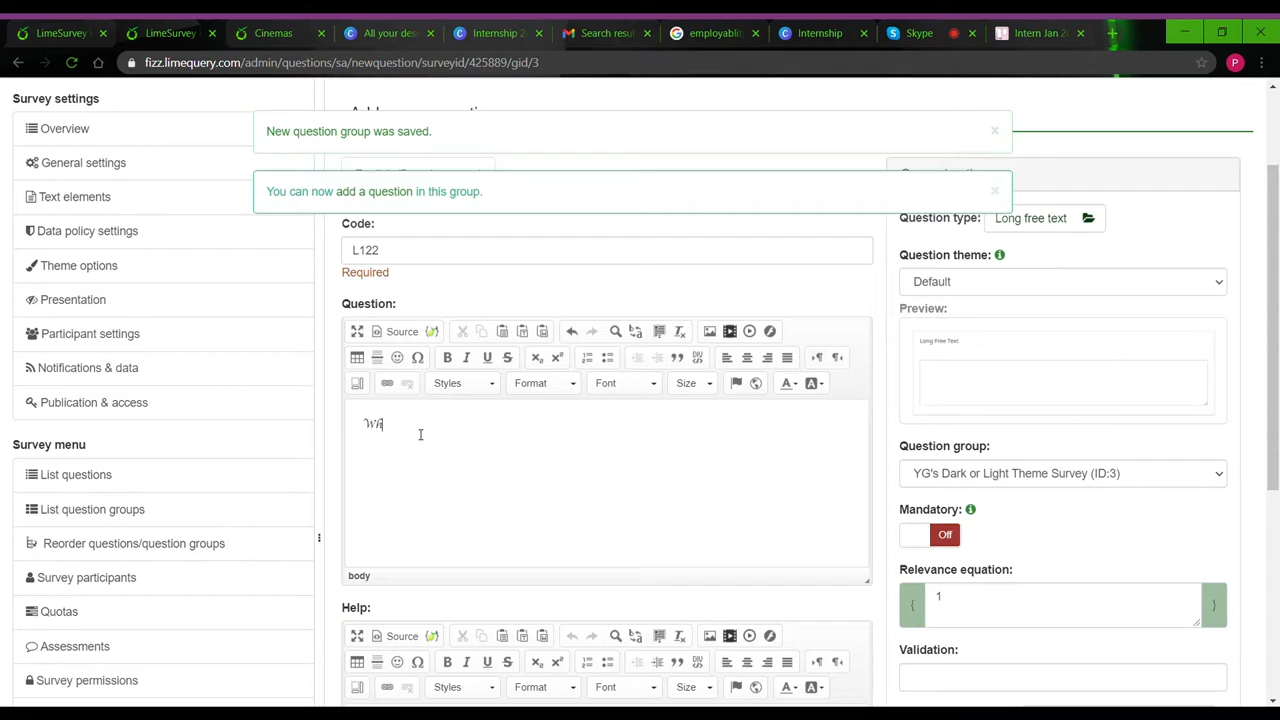 LimeSurvey
LimeSurvey
Cinemas
All your des
Internship 2
Search resul
employablit
Internship
Skype
Intern Jan 20
fizz.limequery.com/admin/questions/sa/newquestion/surveyid/425889/gid/3
P
Survey settings
Overview
General settings
Text elements
Data policy settings
Theme options
Presentation
Participant settings
Notifications & data
Publication & access
Survey menu
List questions
List question groups
Reorder questions/question groups
Survey participants
Quotas
Assessments
Survey permissions
New question group was saved. ×
You can now add a question in this group. ×
Code:
L122
Required
Question:
Source
B I U S
Styles Format Font Size A A
Wh
body
Help:
Source
B I U S
Styles Format Font Size A A
Question type: Long free text
Question theme:
Default
Preview:
Long Free Text
Question group:
YG's Dark or Light Theme Survey (ID:3)
Mandatory:
Off
Relevance equation:
{ 1 }
Validation: